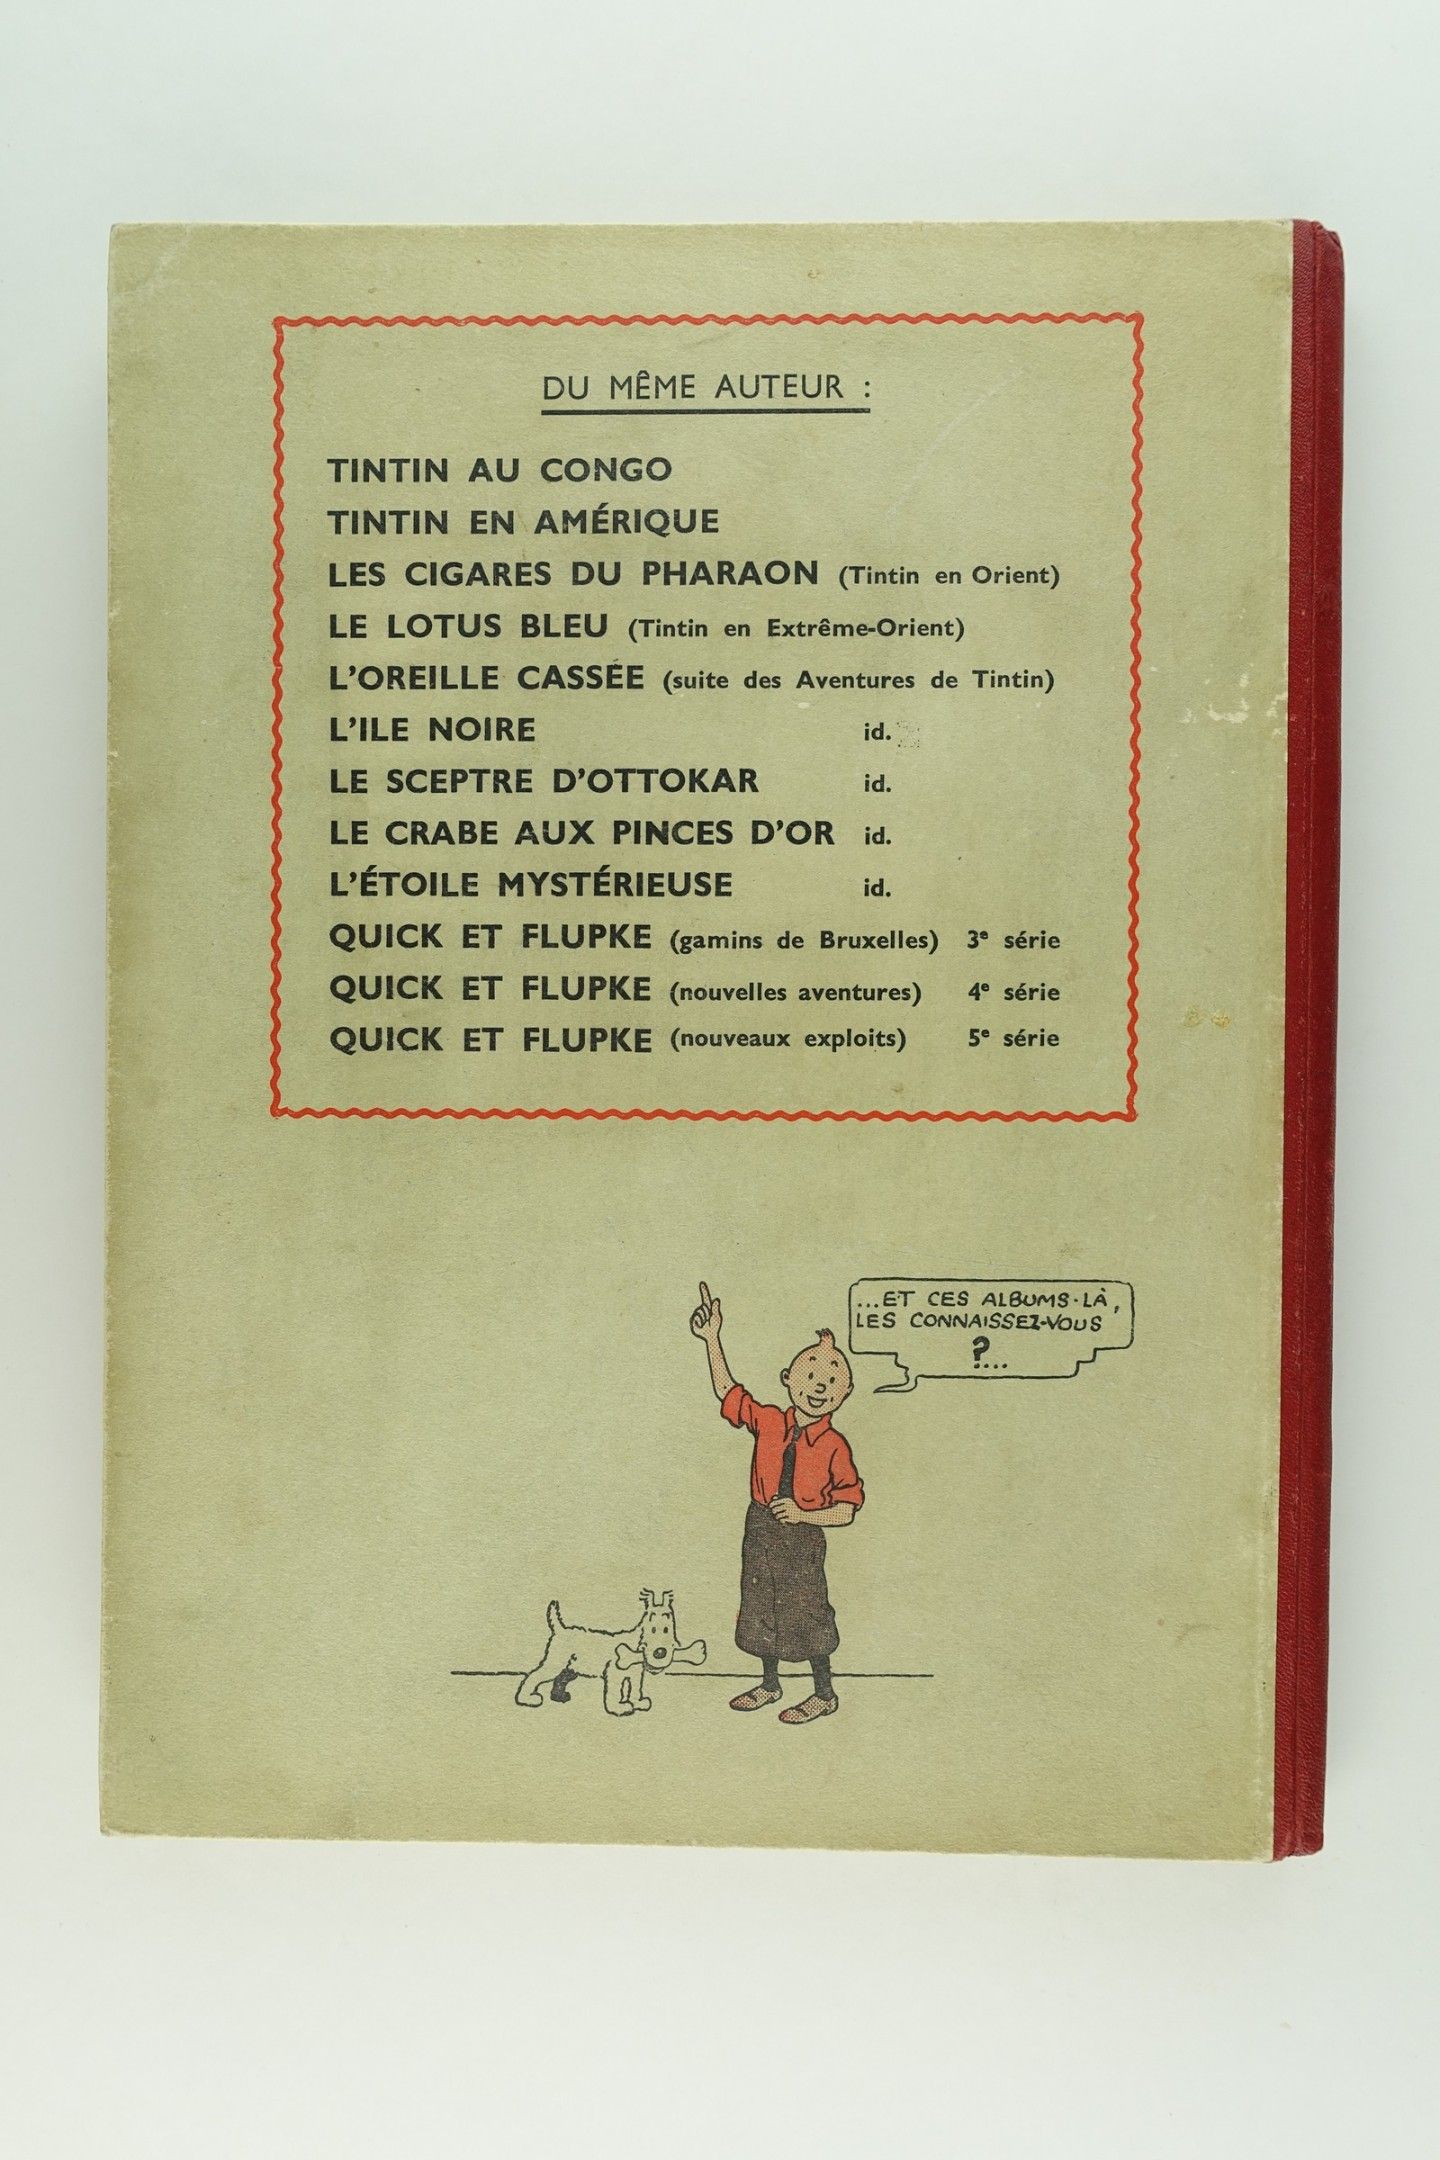 DU MÊME AUTEUR :
TINTIN AU CONGO
TINTIN EN AMÉRIQUE
LES CIGARES DU PHARAON (Tintin en Orient)
LE LOTUS BLEU (Tintin en Extrême-Orient)
L'OREILLE CASSÉE (suite des Aventures de Tintin)
L'ILE NOIRE id.
LE SCEPTRE D'OTTOKAR id.
LE CRABE AUX PINCES D'OR id.
L'ÉTOILE MYSTÉRIEUSE id.
QUICK ET FLUPKE (gamins de Bruxelles) 3e série
QUICK ET FLUPKE (nouvelles aventures) 4e série
QUICK ET FLUPKE (nouveaux exploits) 5e série
...ET CES ALBUMS-LÀ,
LES CONNAISSEZ-VOUS
?...